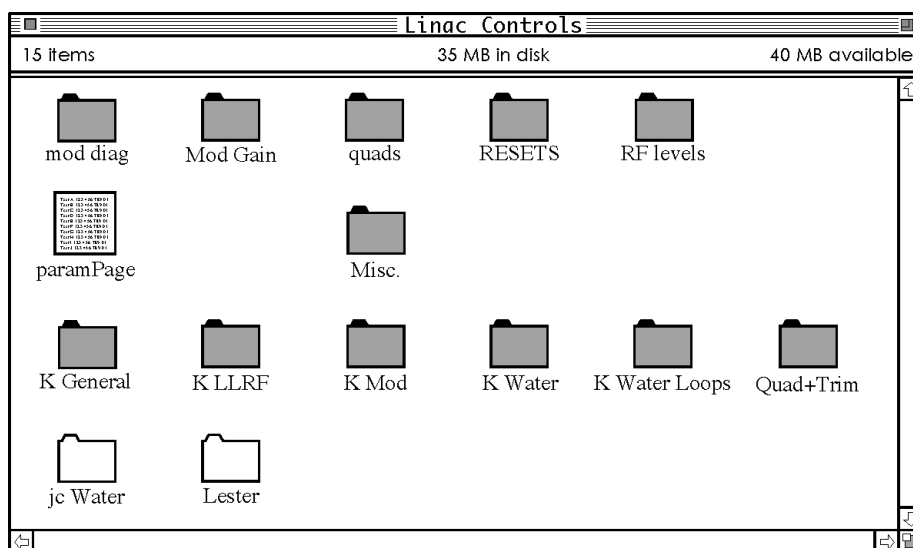 Linac Controls
15 items 35 MB in disk 40 MB available
mod diag Mod Gain quads RESETS RF levels
paramPage Misc.
K General K LLRF K Mod K Water K Water Loops Quad+Trim
jc Water Lester